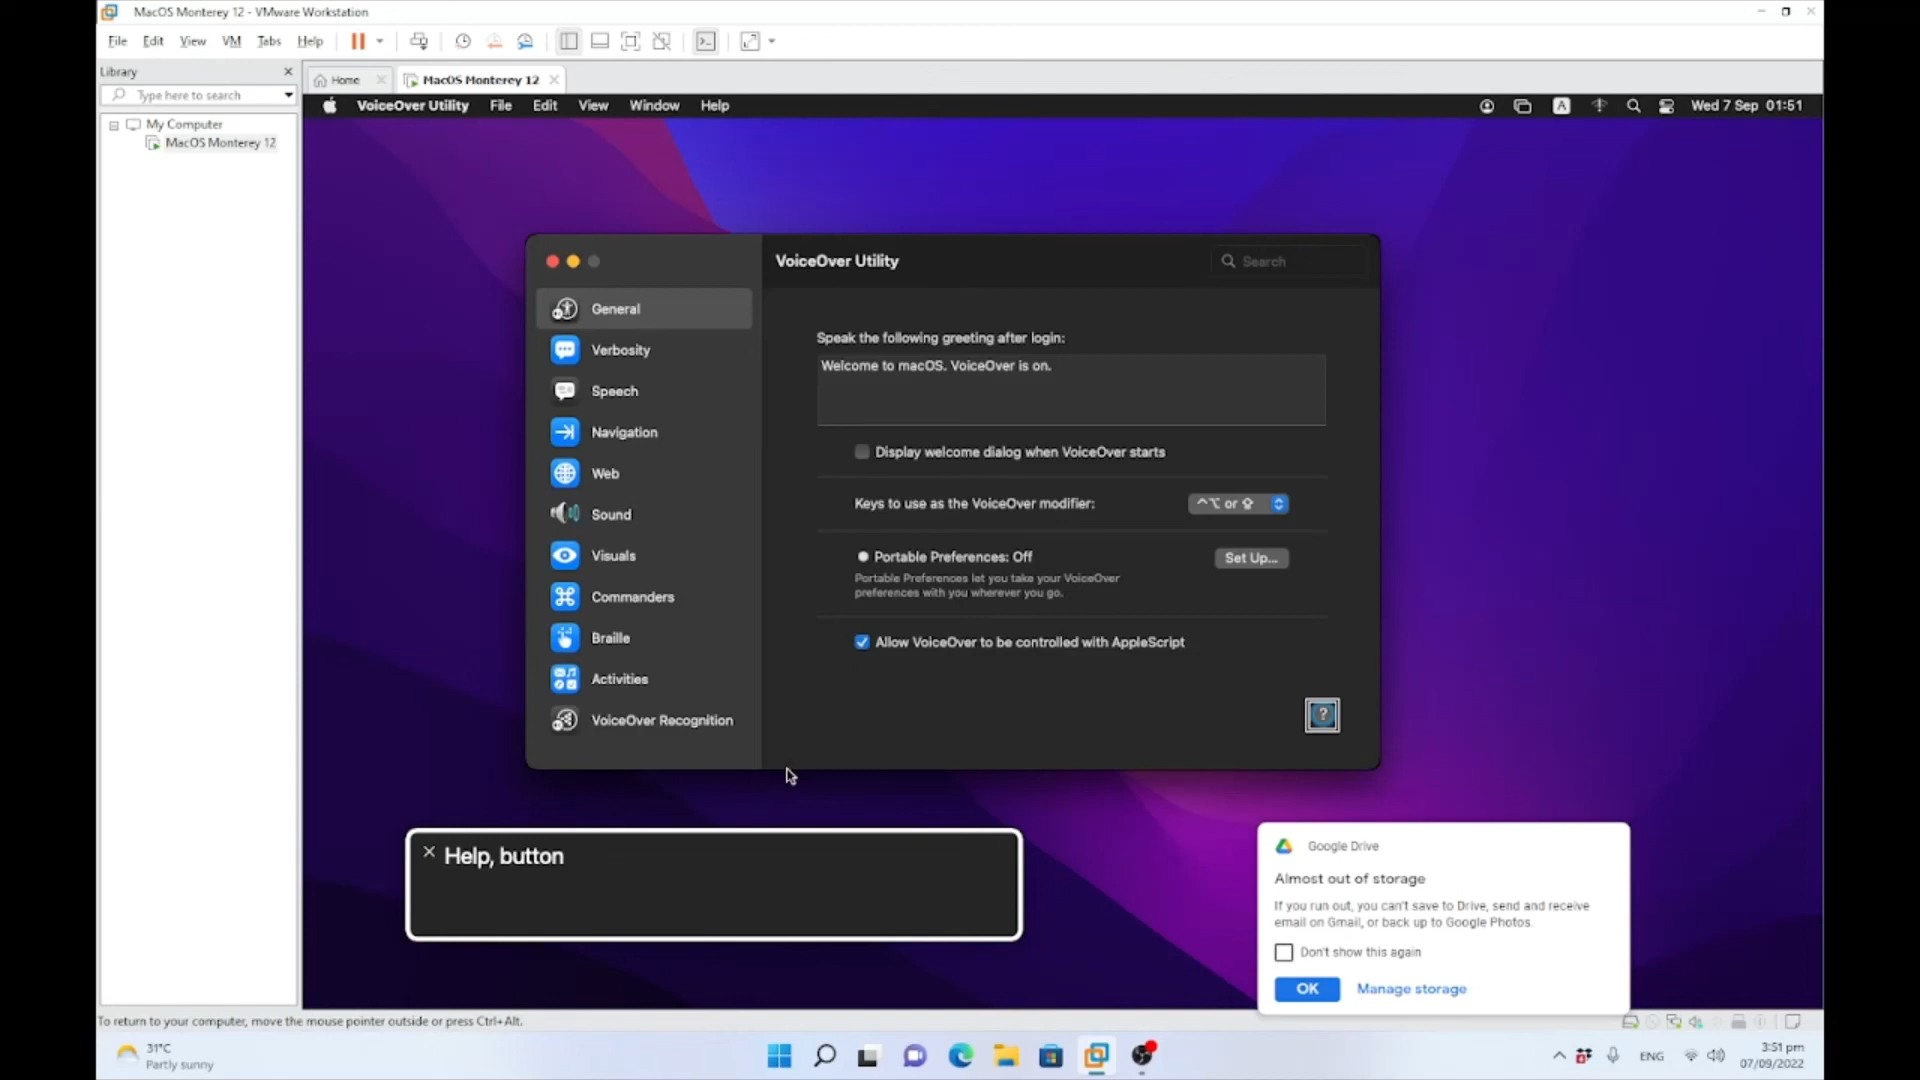 MacOS Monterey 12 - VMware Workstation
File Edit View VM Tabs Help
Library
Type here to search
My Computer
MacOS Monterey 12
Home
MacOS Monterey 12
VoiceOver Utility File Edit View Window Help
A
Wed 7 Sep 01:51
VoiceOver Utility
Search
General
Verbosity
Speech
Navigation
Web
Sound
Visuals
Commanders
Braille
Activities
VoiceOver Recognition
Speak the following greeting after login:
Welcome to macOS. VoiceOver is on.
Display welcome dialog when VoiceOver starts
Keys to use as the VoiceOver modifier:
^⌥ or ⇪
Portable Preferences: Off
Set Up...
Portable Preferences let you take your VoiceOver
preferences with you wherever you go.
Allow VoiceOver to be controlled with AppleScript
?
Help, button
Google Drive
Almost out of storage
If you run out, you can't save to Drive, send and receive
email on Gmail, or back up to Google Photos.
Don't show this again
OK
Manage storage
To return to your computer, move the mouse pointer outside or press Ctrl+Alt.
31°C
Partly sunny
ENG
3:51 pm
07/09/2022